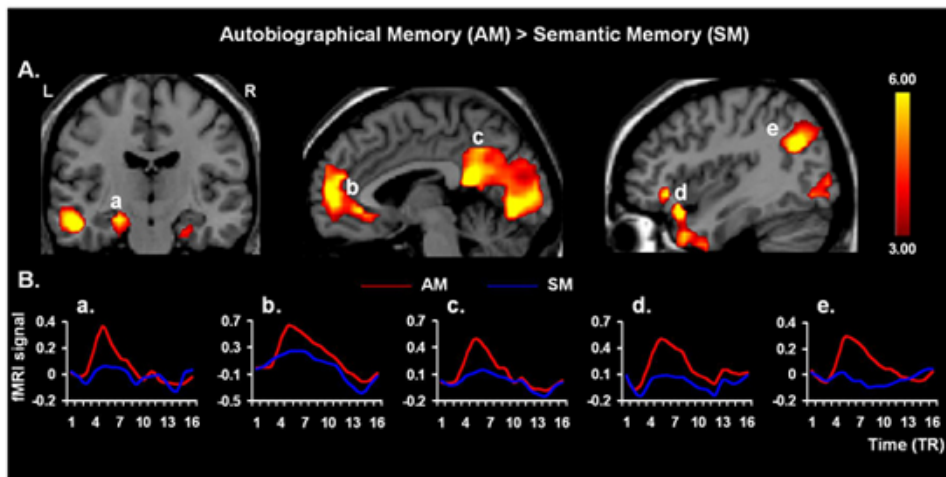 Autobiographical Memory (AM) > Semantic Memory (SM)
A.
L
R
a
b
c
d
e
6.00
3.00
B.
AM
SM
a.
b.
c.
d.
e.
fMRI signal
0.4
0.2
0
-0.2
1 4 7 10 13 16
0.7
0.3
-0.1
-0.5
1 4 7 10 13 16
0.7
0.4
0.1
-0.2
1 4 7 10 13 16
0.7
0.4
0.1
-0.2
1 4 7 10 13 16
0.4
0.2
0
-0.2
1 4 7 10 13 16
Time (TR)